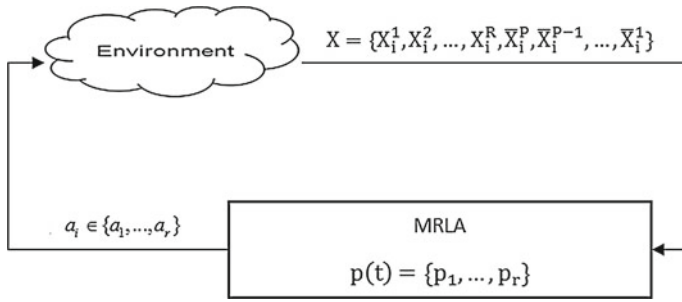 Environment
X = {X_i^1, X_i^2, ..., X_i^R, X̅_i^P, X̅_i^{P-1}, ..., X̅_i^1}
a_i ∈ {a_1,...,a_r}
MRLA
p(t) = {p_1, ..., p_r}